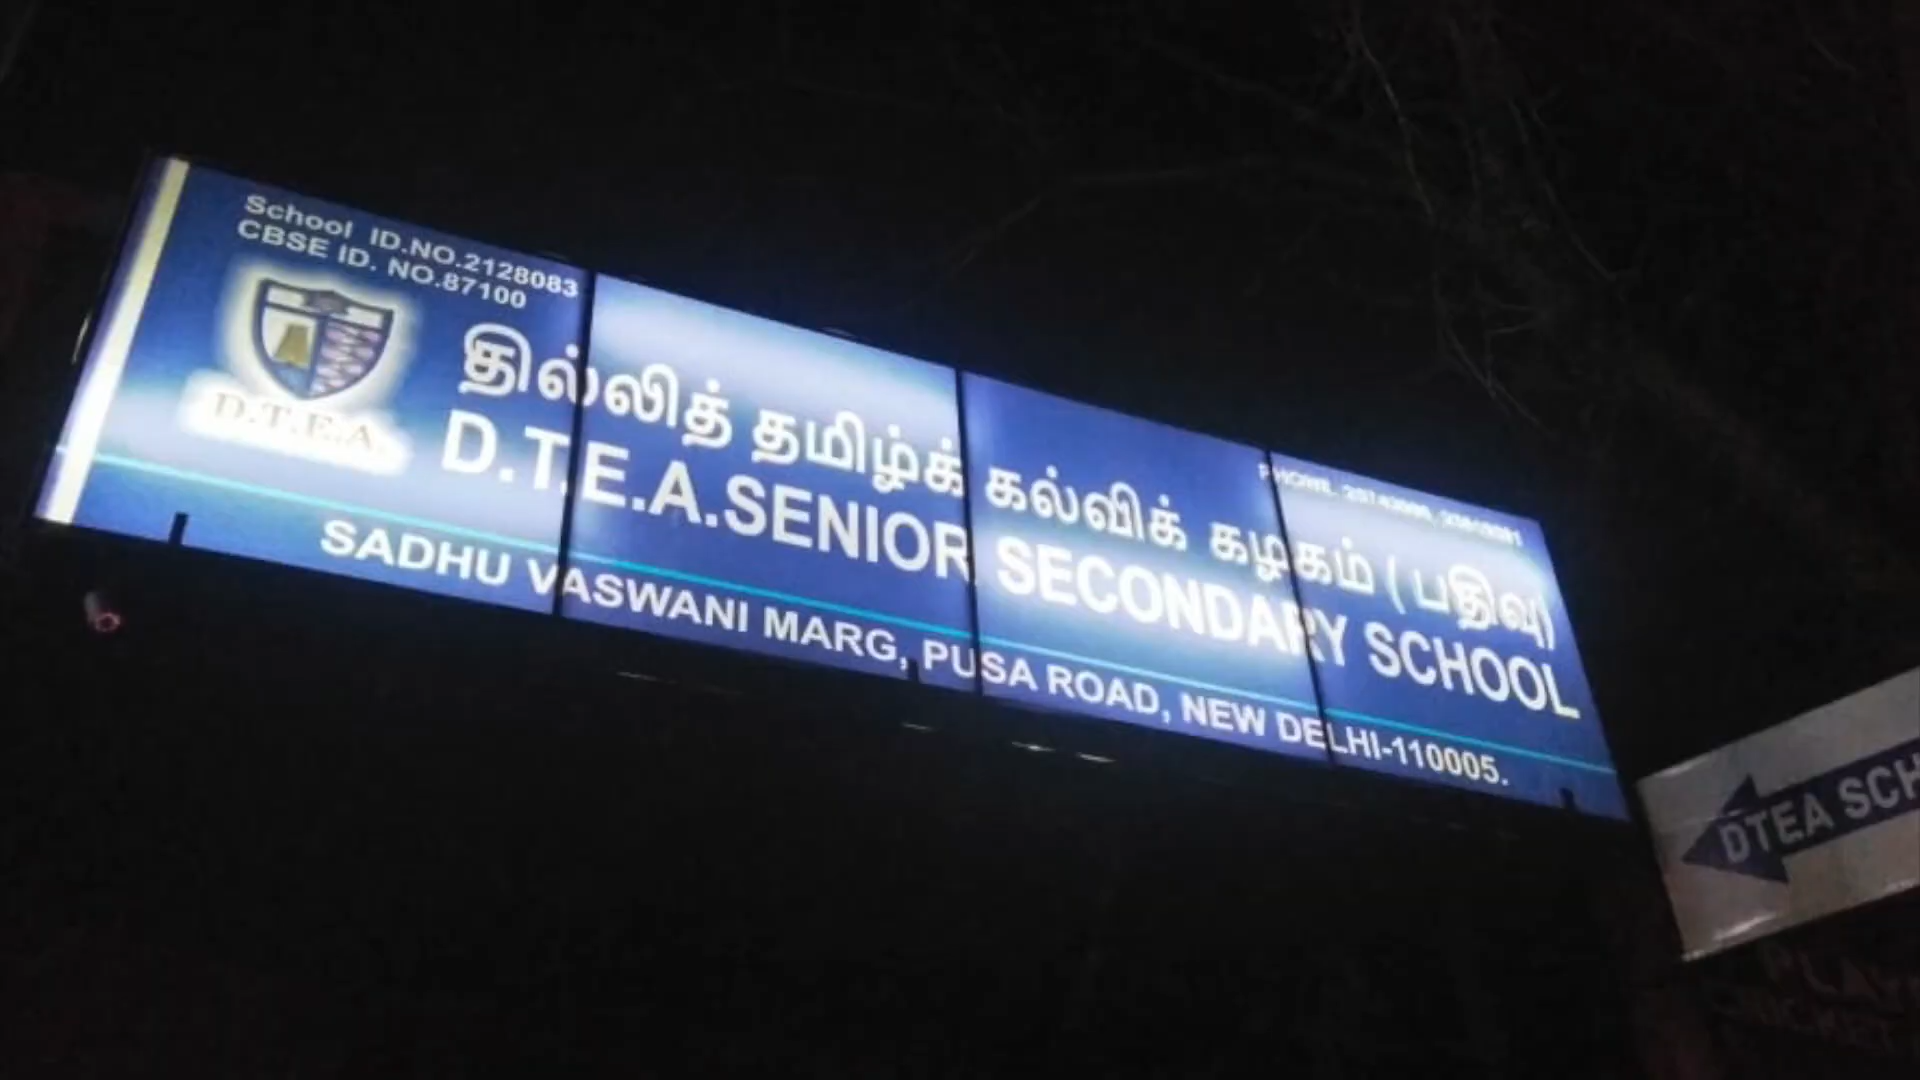 School ID.NO.2128083
CBSE ID. NO.87100
D.T.E.A.
தில்லித் தமிழ்க் கல்விக் கழகம் (பதிவு)
D.T.E.A.SENIOR SECONDARY SCHOOL
SADHU VASWANI MARG, PUSA ROAD, NEW DELHI-110005.
PHONE.
DTEA SCH